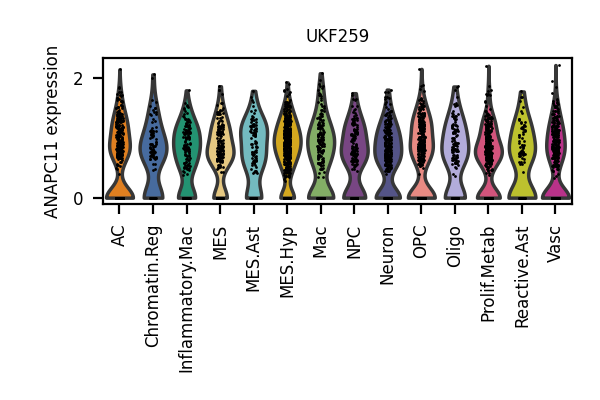 UKF259
ANAPC11 expression
2
0
AC
Chromatin.Reg
Inflammatory.Mac
MES
MES.Ast
MES.Hyp
Mac
NPC
Neuron
OPC
Oligo
Prolif.Metab
Reactive.Ast
Vasc